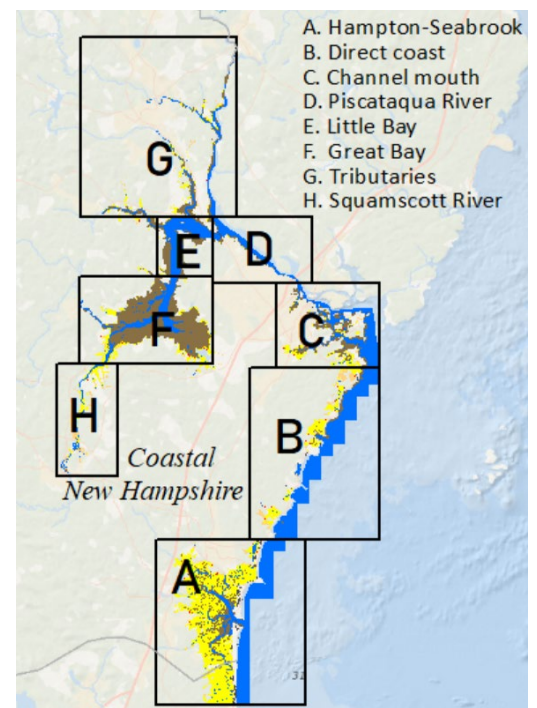 A. Hampton-Seabrook
B. Direct coast
C. Channel mouth
D. Piscataqua River
E. Little Bay
F. Great Bay
G. Tributaries
H. Squamscott River
G
E
D
F
C
H
B
Coastal
New Hampshire
A